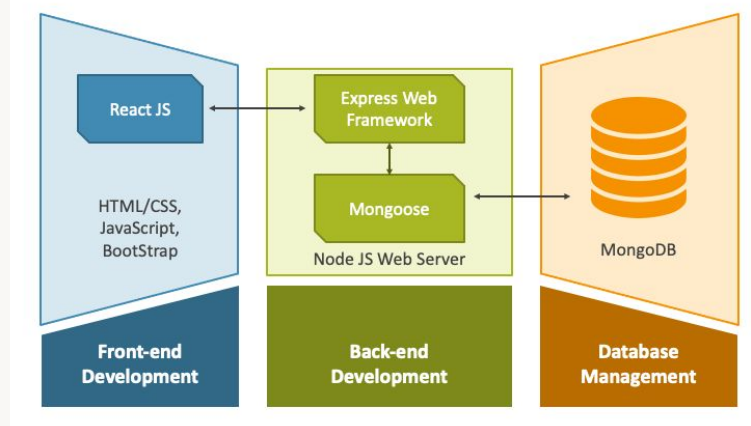 React JS
HTML/CSS,
JavaScript,
BootStrap
Express Web
Framework
Mongoose
Node JS Web Server
MongoDB
Front-end
Development
Back-end
Development
Database
Management